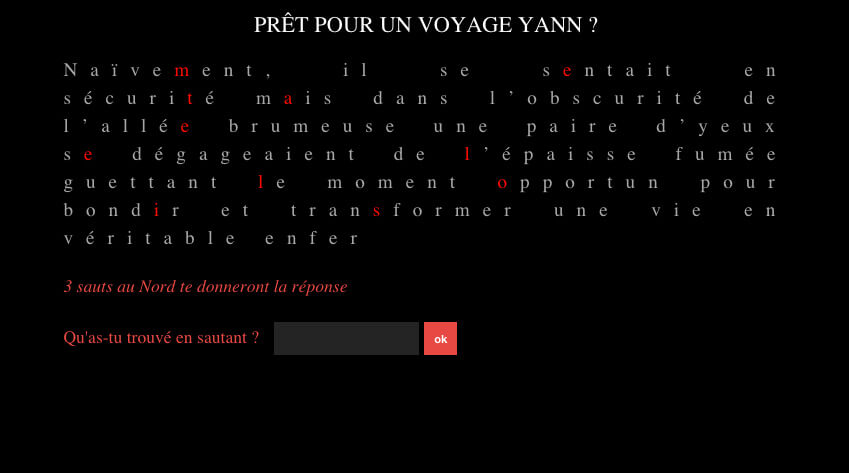 PRÊT POUR UN VOYAGE YANN ?
Naïvement, il se sentait en
sécurité mais dans l’obscurité de
l’allée brumeuse une paire d’yeux
se dégageaient de l’épaisse fumée
guettant le moment opportun pour
bondir et transformer une vie en
véritable enfer
3 sauts au Nord te donneront la réponse
Qu'as-tu trouvé en sautant ? ok